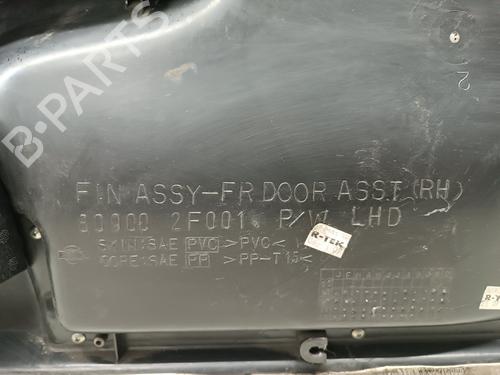 B-PARTS
12
FIN ASSY-FR DOOR ASST (RH)
80900 2F001 P/W LHD
SKIN:SAE PVC >PVC<
R-TEK
CORE:SAE PP >PP-T15<